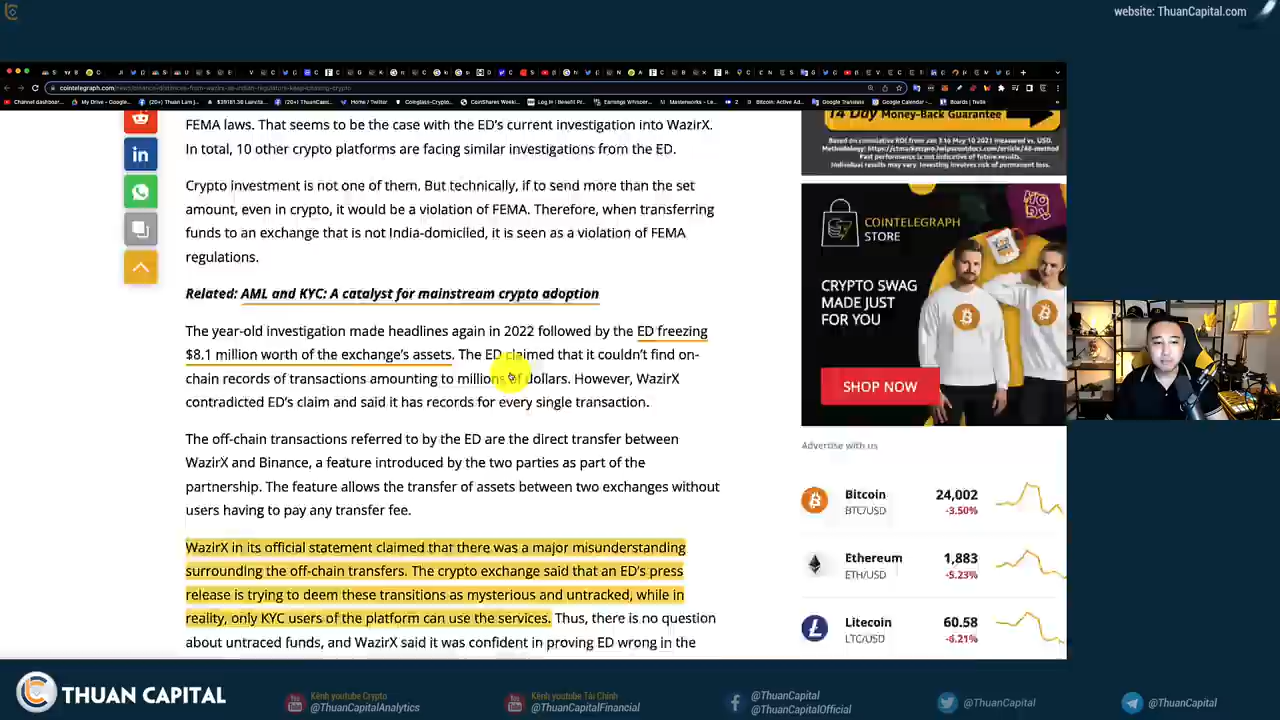 website: ThuanCapital.com
FEMA laws. That seems to be the case with the ED's current investigation into WazirX.
In total, 10 other crypto platforms are facing similar investigations from the ED.
Crypto investment is not one of them. But technically, if to send more than the set
amount, even in crypto, it would be a violation of FEMA. Therefore, when transferring
funds to an exchange that is not India-domiciled, it is seen as a violation of FEMA
regulations.
Related: AML and KYC: A catalyst for mainstream crypto adoption
The year-old investigation made headlines again in 2022 followed by the ED freezing
$8.1 million worth of the exchange's assets. The ED claimed that it couldn't find on-
chain records of transactions amounting to millions of dollars. However, WazirX
contradicted ED's claim and said it has records for every single transaction.
The off-chain transactions referred to by the ED are the direct transfer between
WazirX and Binance, a feature introduced by the two parties as part of the
partnership. The feature allows the transfer of assets between two exchanges without
users having to pay any transfer fee.
WazirX in its official statement claimed that there was a major misunderstanding
surrounding the off-chain transfers. The crypto exchange said that an ED's press
release is trying to deem these transitions as mysterious and untracked, while in
reality, only KYC users of the platform can use the services. Thus, there is no question
about untraced funds, and WazirX said it was confident in proving ED wrong in the
14 Day Money-Back Guarantee
COINTELEGRAPH
STORE
CRYPTO SWAG
MADE JUST
FOR YOU
SHOP NOW
Advertise with us
Bitcoin 24,002
BTC/USD -3.50%
Ethereum 1,883
ETH/USD -5.23%
Litecoin 60.58
LTC/USD -6.21%
THUAN CAPITAL
Kênh youtube Crypto
@ThuanCapitalAnalytics
Kênh youtube Tài Chính
@ThuanCapitalFinancial
@ThuanCapital
@ThuanCapitalOfficial
@ThuanCapital
@ThuanCapital